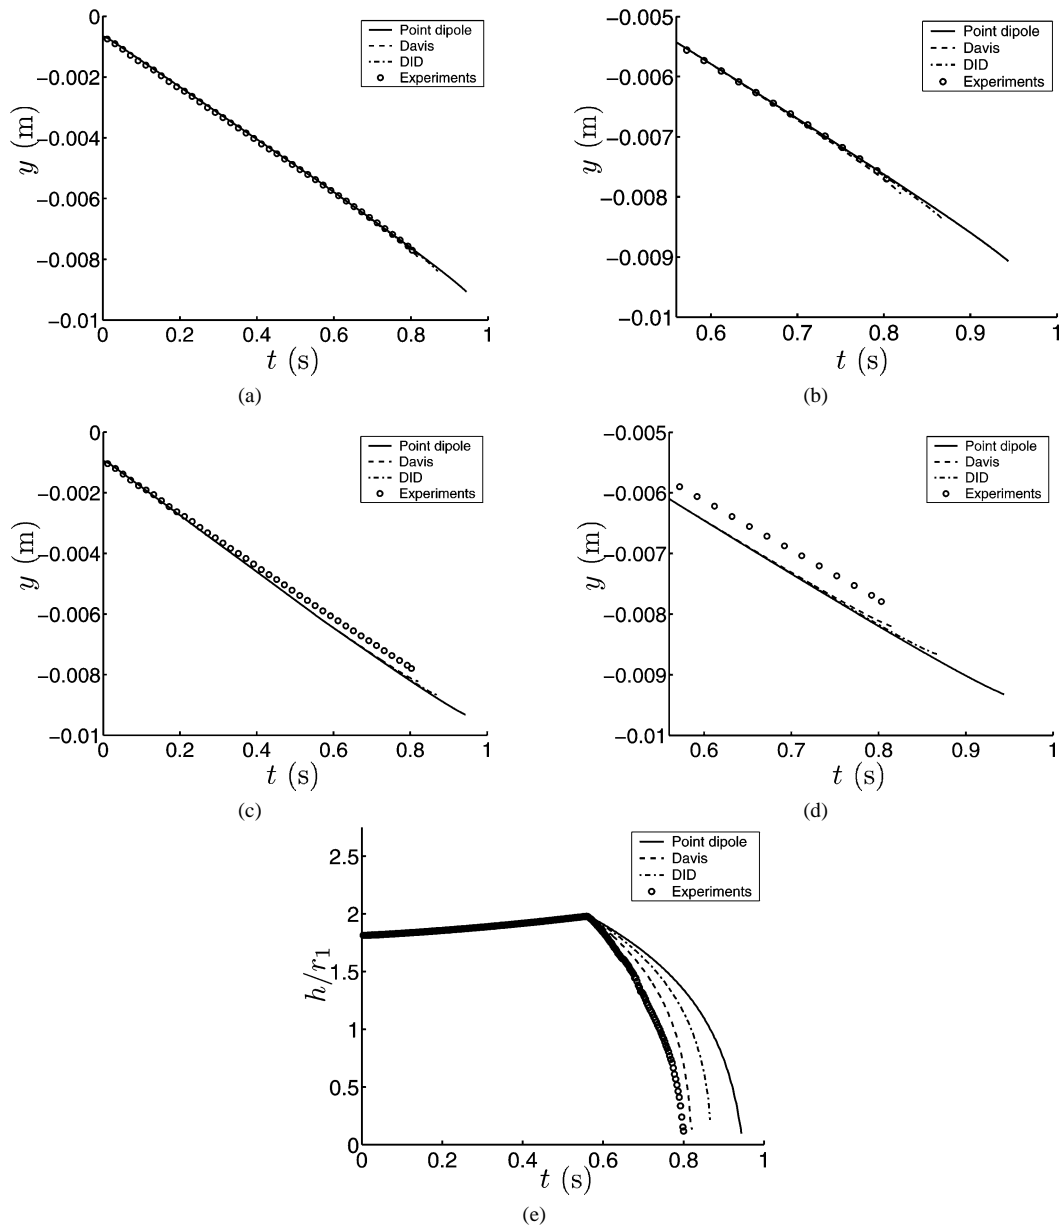 0
−0.002
−0.004
−0.006
−0.008
−0.01
y (m)
Point dipole
Davis
DID
Experiments
0 0.2 0.4 0.6 0.8 1
t (s)
(a)
−0.005
−0.006
−0.007
−0.008
−0.009
−0.01
y (m)
Point dipole
Davis
DID
Experiments
0.6 0.7 0.8 0.9 1
t (s)
(b)
0
−0.002
−0.004
−0.006
−0.008
−0.01
y (m)
Point dipole
Davis
DID
Experiments
0 0.2 0.4 0.6 0.8 1
t (s)
(c)
−0.005
−0.006
−0.007
−0.008
−0.009
−0.01
y (m)
Point dipole
Davis
DID
Experiments
0.6 0.7 0.8 0.9 1
t (s)
(d)
2.5
2
1.5
1
0.5
0
h/r1
Point dipole
Davis
DID
Experiments
0 0.2 0.4 0.6 0.8 1
t (s)
(e)